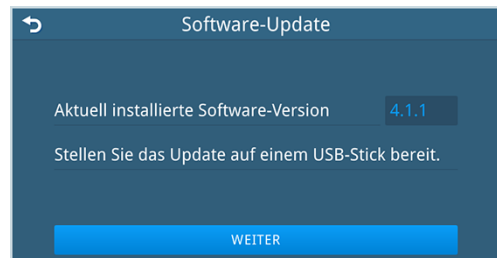 Software-Update
Aktuell installierte Software-Version 4.1.1
Stellen Sie das Update auf einem USB-Stick bereit.
WEITER